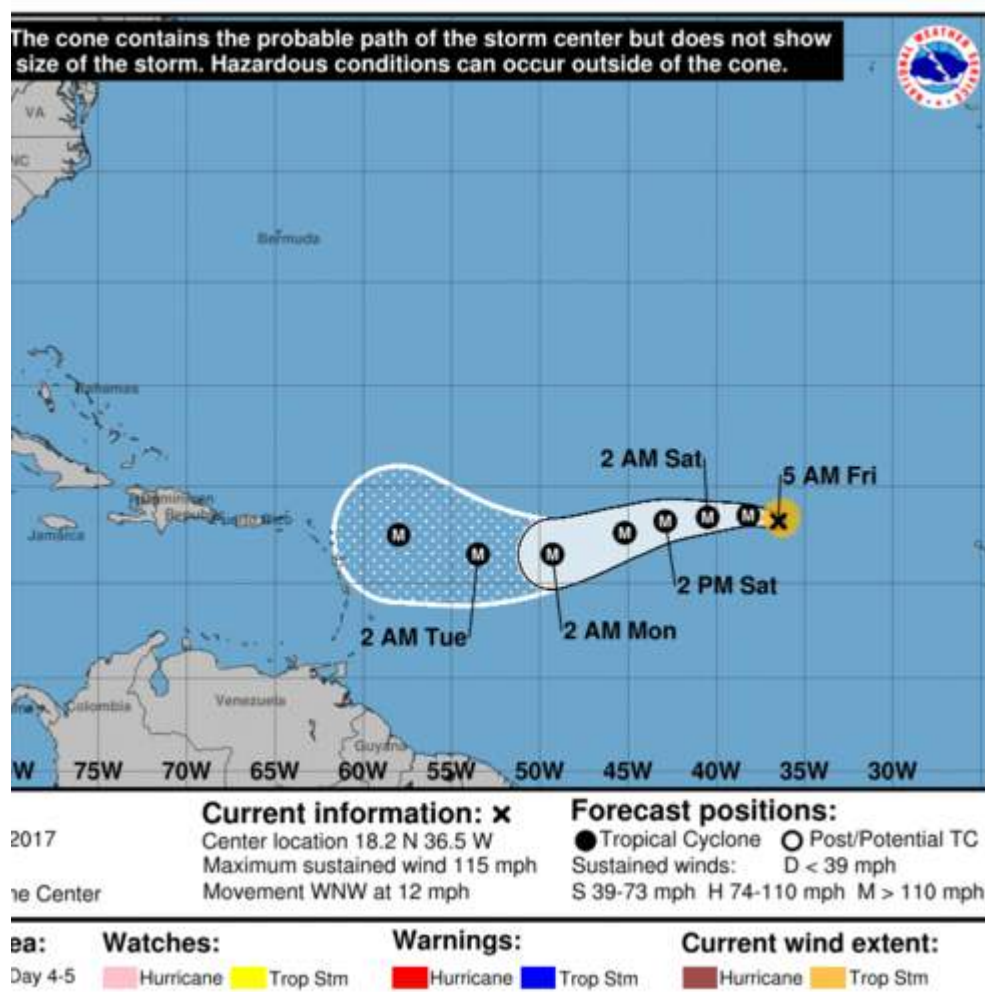 The cone contains the probable path of the storm center but does not show
size of the storm. Hazardous conditions can occur outside of the cone.
NATIONAL WEATHER SERVICE
VA
NC
Bermuda
Bahamas
2 AM Sat
5 AM Fri
Puerto Rico
Jamaica
M M M M M M M
2 PM Sat
2 AM Tue
2 AM Mon
Venezuela
Colombia
Guyana
W 75W 70W 65W 60W 55W 50W 45W 40W 35W 30W
Current information: ×
Forecast positions:
2017
Center location 18.2 N 36.5 W
Tropical Cyclone Post/Potential TC
Maximum sustained wind 115 mph
Sustained winds: D < 39 mph
ne Center
Movement WNW at 12 mph
S 39-73 mph H 74-110 mph M > 110 mph
ea:
Watches:
Warnings:
Current wind extent:
Day 4-5
Hurricane Trop Stm
Hurricane Trop Stm
Hurricane Trop Stm